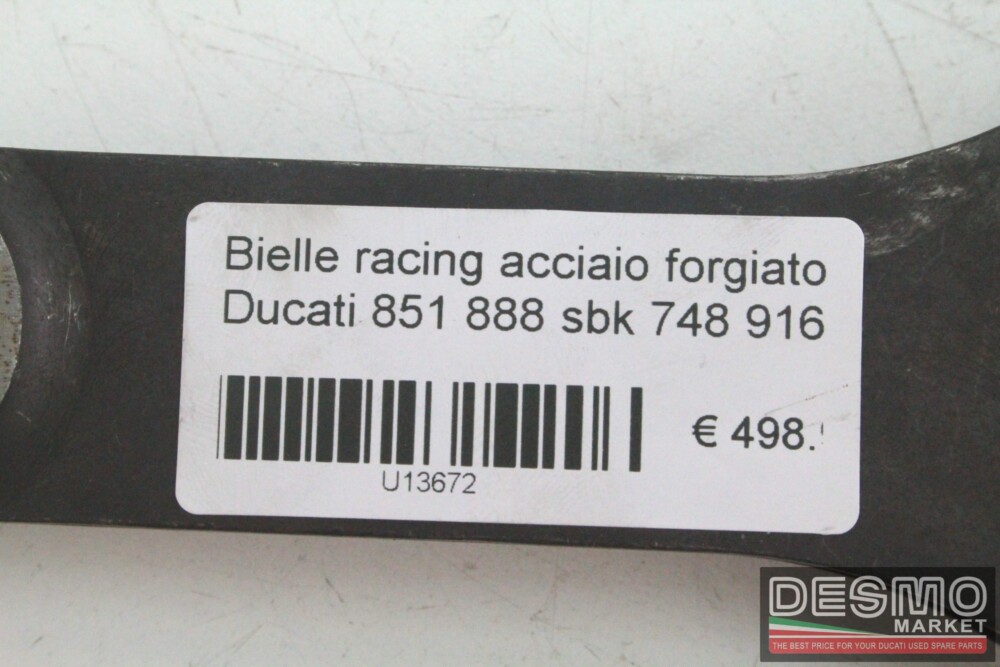 Bielle racing acciaio forgiato
Ducati 851 888 sbk 748 916
€ 498.
U13672
DESMO
MARKET
THE BEST PRICE FOR YOUR DUCATI USED SPARE PARTS